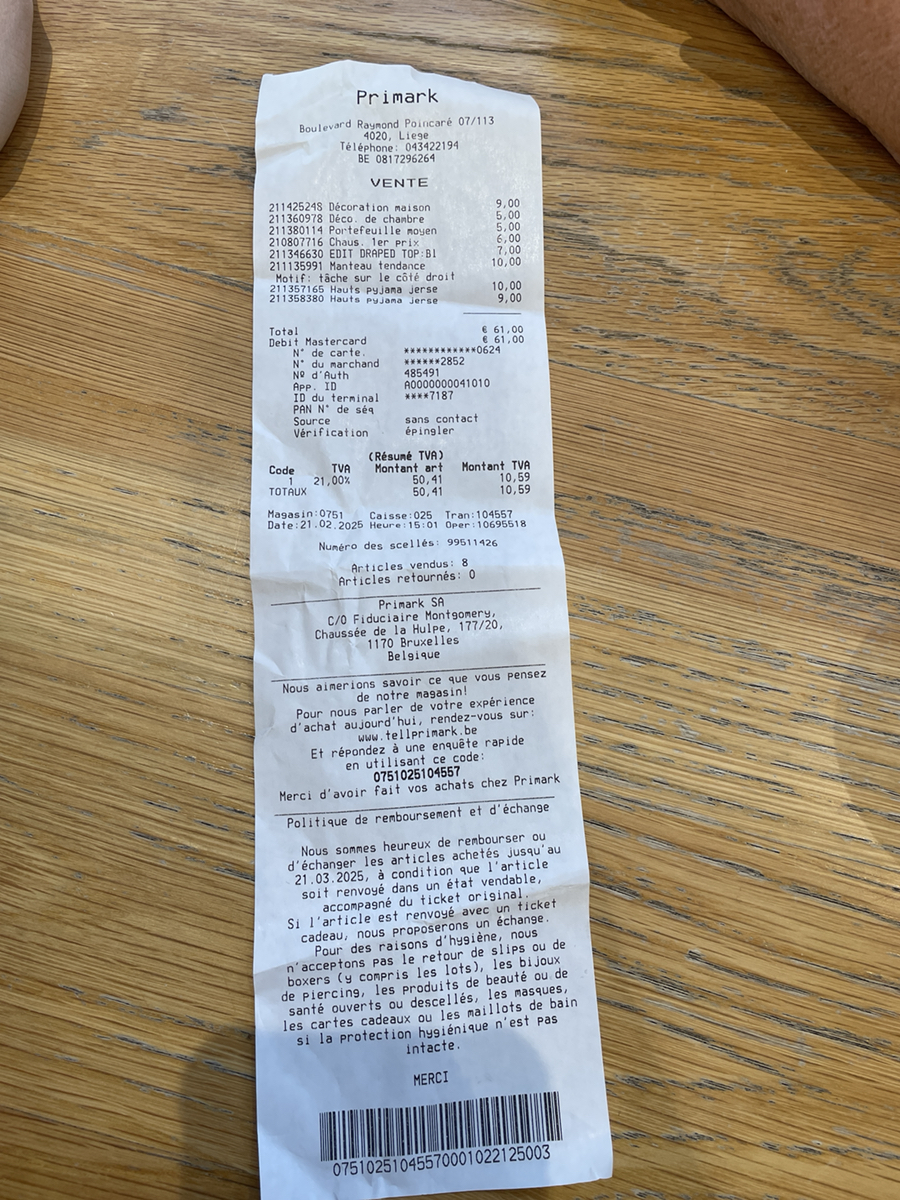 Primark
Boulevard Raymond Poincaré 07/113
4020, Liege
Téléphone: 043422194
BE 0817296264
VENTE
211425248 Décoration maison 9,00
211360978 Déco. de chambre 5,00
211380114 Portefeuille moyen 5,00
210807716 Chaus. 1er prix 6,00
211346630 EDIT DRAPED TOP:B1 7,00
211135991 Manteau tendance 10,00
Motif: tâche sur le côté droit
211357165 Hauts pyjama jerse 10,00
211358380 Hauts pyjama jerse 9,00
Total € 61,00
Debit Mastercard € 61,00
N° de carte. ************0624
N° du marchand ******2852
Nº d'Auth 485491
App. ID A0000000041010
ID du terminal ****7187
PAN N° de séq
Source sans contact
Vérification épingler
(Résumé TVA)
Code TVA Montant art Montant TVA
1 21,00% 50,41 10,59
TOTAUX 50,41 10,59
Magasin:0751 Caisse:025 Tran:104557
Date:21.02.2025 Heure:15:01 Oper:10695518
Numéro des scellés: 99511426
Articles vendus: 8
Articles retournés: 0
Primark SA
C/O Fiduciaire Montgomery,
Chaussée de la Hulpe, 177/20,
1170 Bruxelles
Belgique
Nous aimerions savoir ce que vous pensez
de notre magasin!
Pour nous parler de votre expérience
d'achat aujourd'hui, rendez-vous sur:
www.tellprimark.be
Et répondez à une enquête rapide
en utilisant ce code:
0751025104557
Merci d'avoir fait vos achats chez Primark
Politique de remboursement et d'échange
Nous sommes heureux de rembourser ou
d'échanger les articles achetés jusqu'au
21.03.2025, à condition que l'article
soit renvoyé dans un état vendable,
accompagné du ticket original.
Si l'article est renvoyé avec un ticket
cadeau, nous proposerons un échange.
Pour des raisons d'hygiène, nous
n'acceptons pas le retour de slips ou de
boxers (y compris les lots), les bijoux
de piercing, les produits de beauté ou de
santé ouverts ou descellés, les masques,
les cartes cadeaux ou les maillots de bain
si la protection hygiénique n'est pas
intacte.
MERCI
07510251045570001022125003